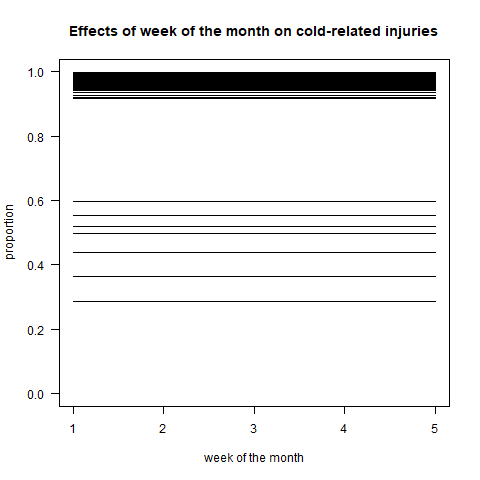 Effects of week of the month on cold-related injuries
1.0
0.8
0.6
0.4
0.2
0.0
proportion
1 2 3 4 5
week of the month